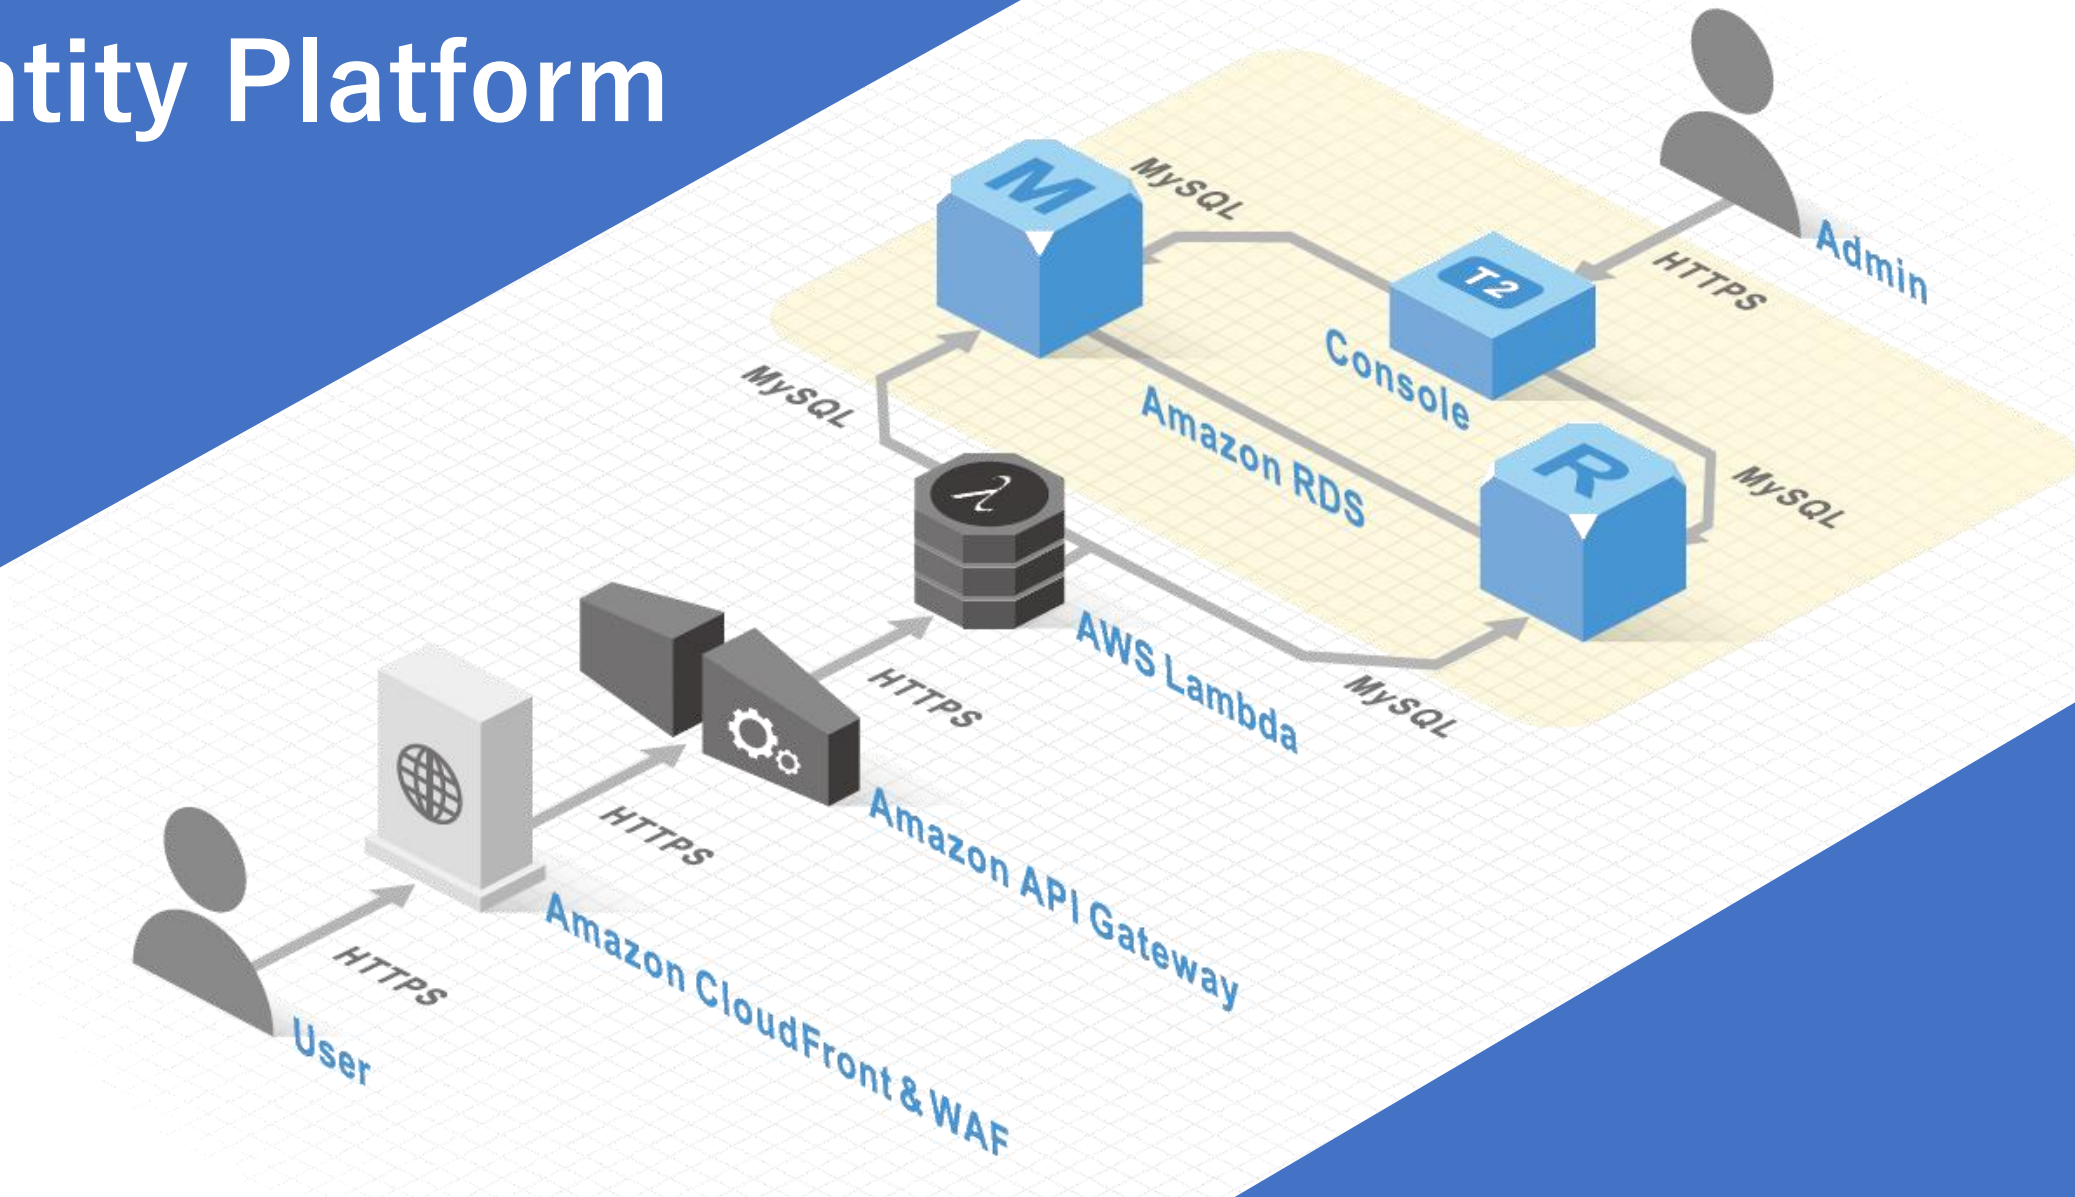 ntity Platform
M
MySQL
T2
Admin
HTTPS
Console
MySQL
Amazon RDS
R
MySQL
λ
AWS Lambda
MySQL
HTTPS
Amazon API Gateway
HTTPS
Amazon CloudFront & WAF
HTTPS
User